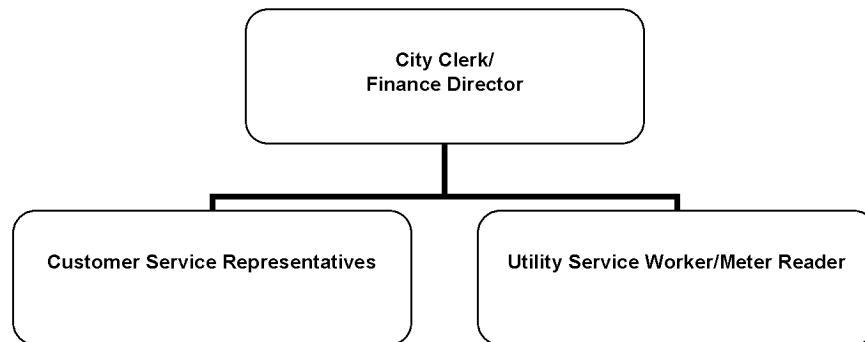 City Clerk/
Finance Director
Customer Service Representatives
Utility Service Worker/Meter Reader